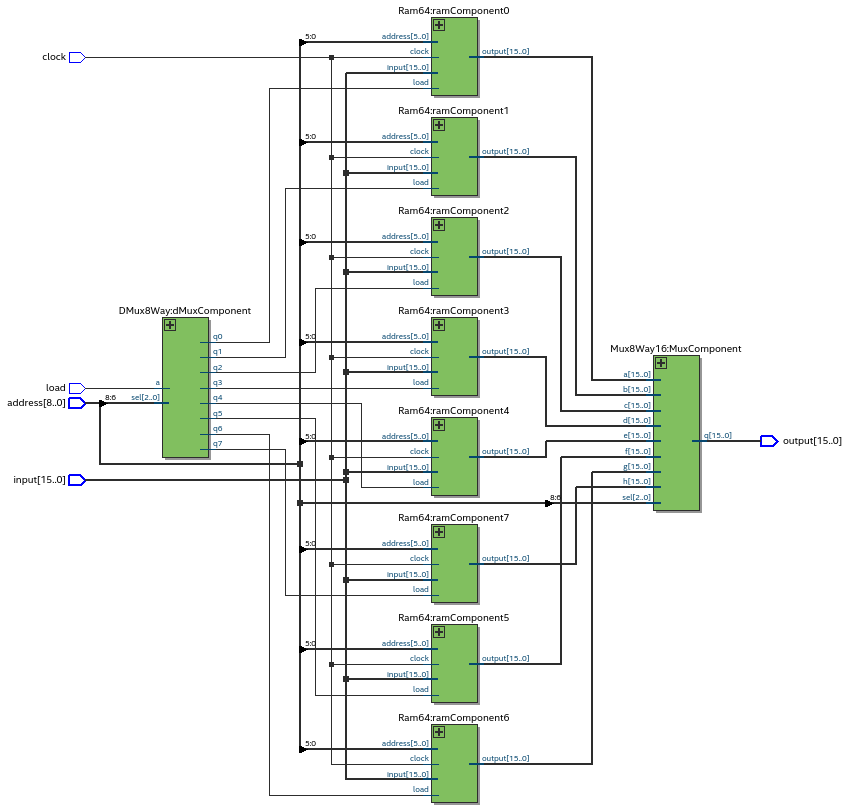 Ram64:ramComponent0
5:0
address[5..0]
clock
input[15..0]
load
output[15..0]
clock
Ram64:ramComponent1
5:0
address[5..0]
clock
input[15..0]
load
output[15..0]
Ram64:ramComponent2
5:0
address[5..0]
clock
input[15..0]
load
output[15..0]
DMux8Way:dMuxComponent
q0
q1
q2
q3
q4
q5
q6
q7
a
sel[2..0]
load
address[8..0]
8:6
input[15..0]
Ram64:ramComponent3
5:0
address[5..0]
clock
input[15..0]
load
output[15..0]
Ram64:ramComponent4
5:0
address[5..0]
clock
input[15..0]
load
output[15..0]
Mux8Way16:MuxComponent
a[15..0]
b[15..0]
c[15..0]
d[15..0]
e[15..0]
f[15..0]
g[15..0]
h[15..0]
8:6
sel[2..0]
q[15..0]
output[15..0]
Ram64:ramComponent7
5:0
address[5..0]
clock
input[15..0]
load
output[15..0]
Ram64:ramComponent5
5:0
address[5..0]
clock
input[15..0]
load
output[15..0]
Ram64:ramComponent6
5:0
address[5..0]
clock
input[15..0]
load
output[15..0]